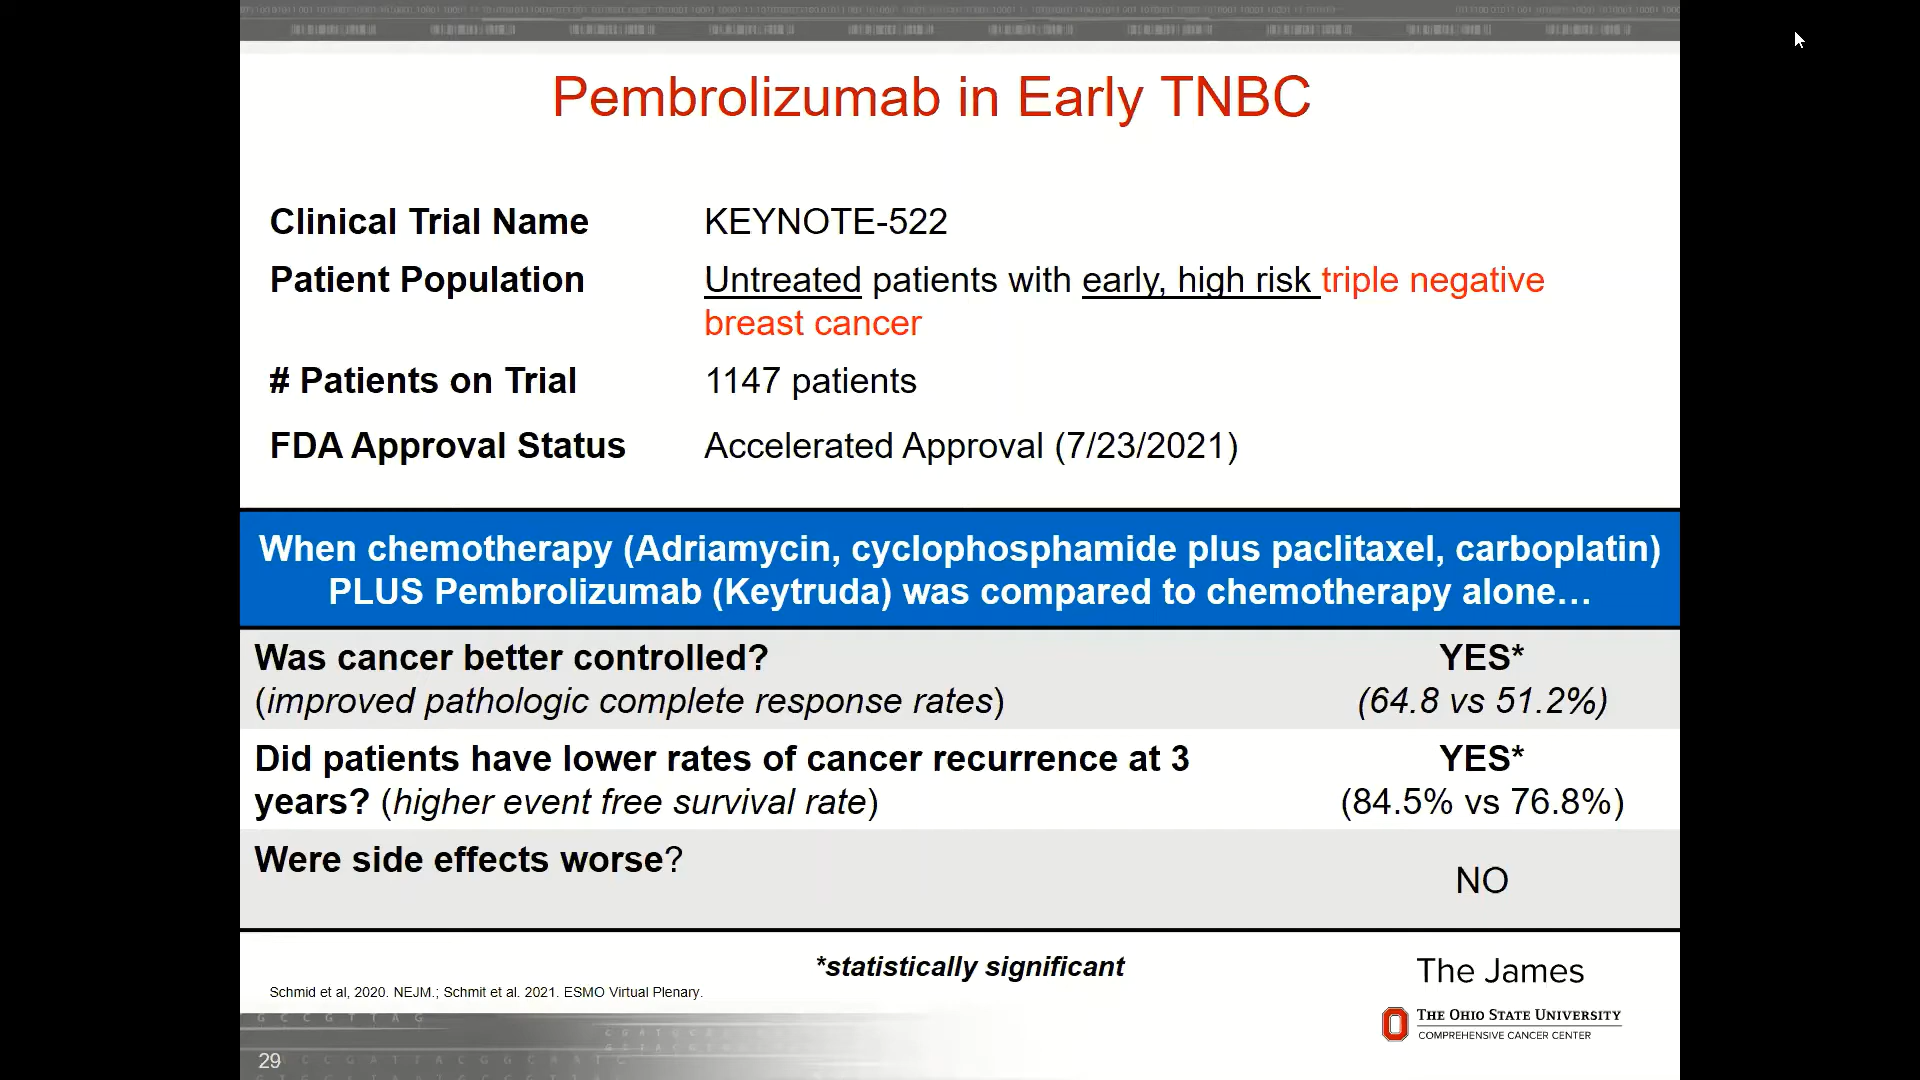 Pembrolizumab in Early TNBC
Clinical Trial Name
KEYNOTE-522
Patient Population
Untreated patients with early, high risk triple negative
breast cancer
# Patients on Trial
1147 patients
FDA Approval Status
Accelerated Approval (7/23/2021)
When chemotherapy (Adriamycin, cyclophosphamide plus paclitaxel, carboplatin)
PLUS Pembrolizumab (Keytruda) was compared to chemotherapy alone…
Was cancer better controlled?
(improved pathologic complete response rates)
YES*
(64.8 vs 51.2%)
Did patients have lower rates of cancer recurrence at 3
years? (higher event free survival rate)
YES*
(84.5% vs 76.8%)
Were side effects worse?
NO
*statistically significant
Schmid et al, 2020. NEJM.; Schmit et al. 2021. ESMO Virtual Plenary.
The James
THE OHIO STATE UNIVERSITY
COMPREHENSIVE CANCER CENTER
G C C G T T A G
29